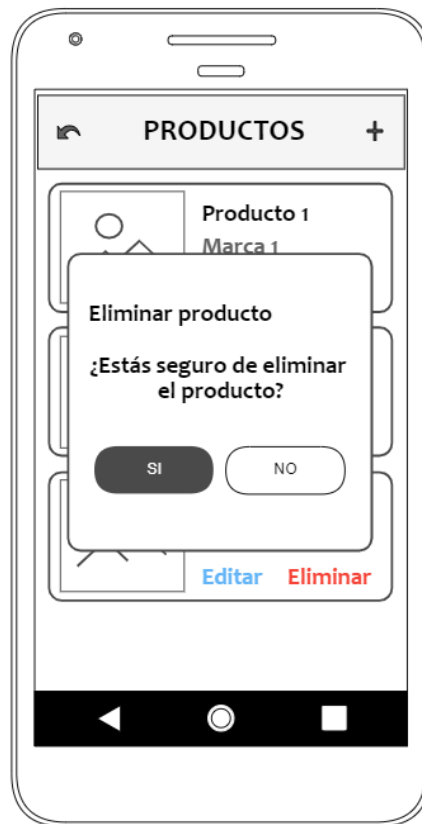 PRODUCTOS
Producto 1
Marca 1
Eliminar producto
¿Estás seguro de eliminar
el producto?
SI
NO
Editar
Eliminar